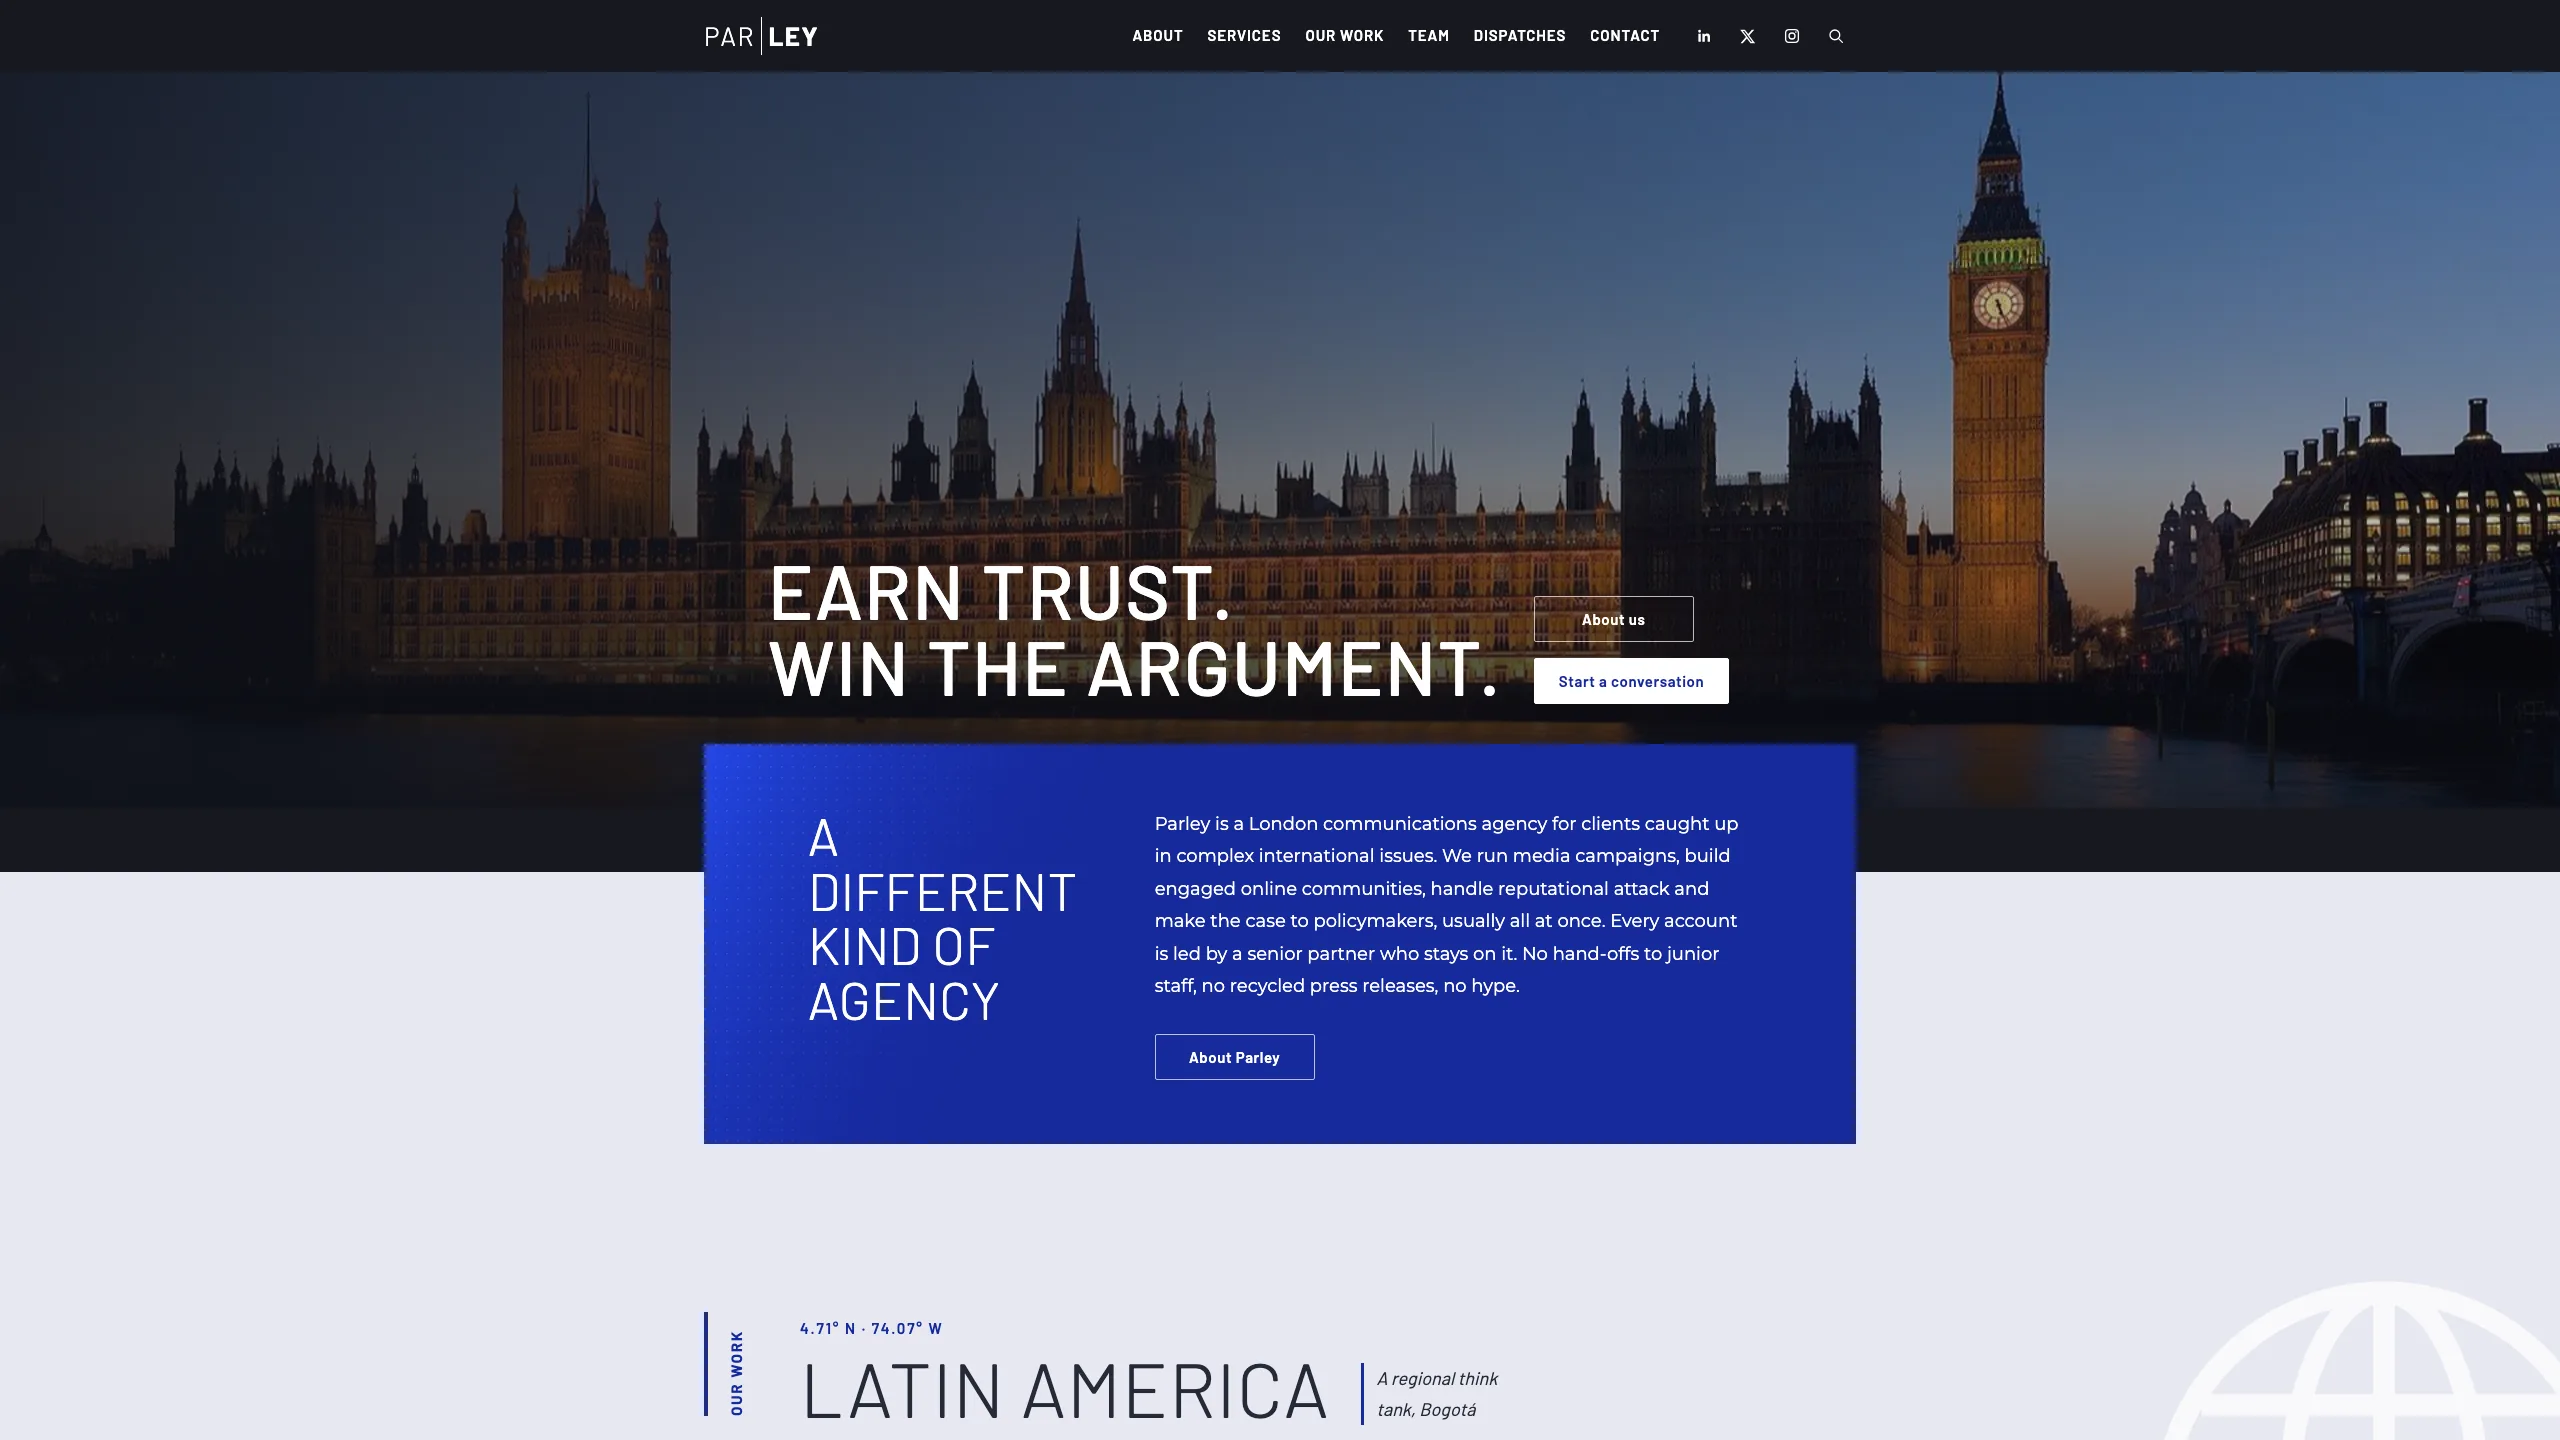 PAR|LEY
ABOUT SERVICES OUR WORK TEAM DISPATCHES CONTACT
EARN TRUST.
WIN THE ARGUMENT.
About us
Start a conversation
A
DIFFERENT
KIND OF
AGENCY
Parley is a London communications agency for clients caught up
in complex international issues. We run media campaigns, build
engaged online communities, handle reputational attack and
make the case to policymakers, usually all at once. Every account
is led by a senior partner who stays on it. No hand-offs to junior
staff, no recycled press releases, no hype.
About Parley
OUR WORK
4.71° N · 74.07° W
LATIN AMERICA
A regional think
tank, Bogotá